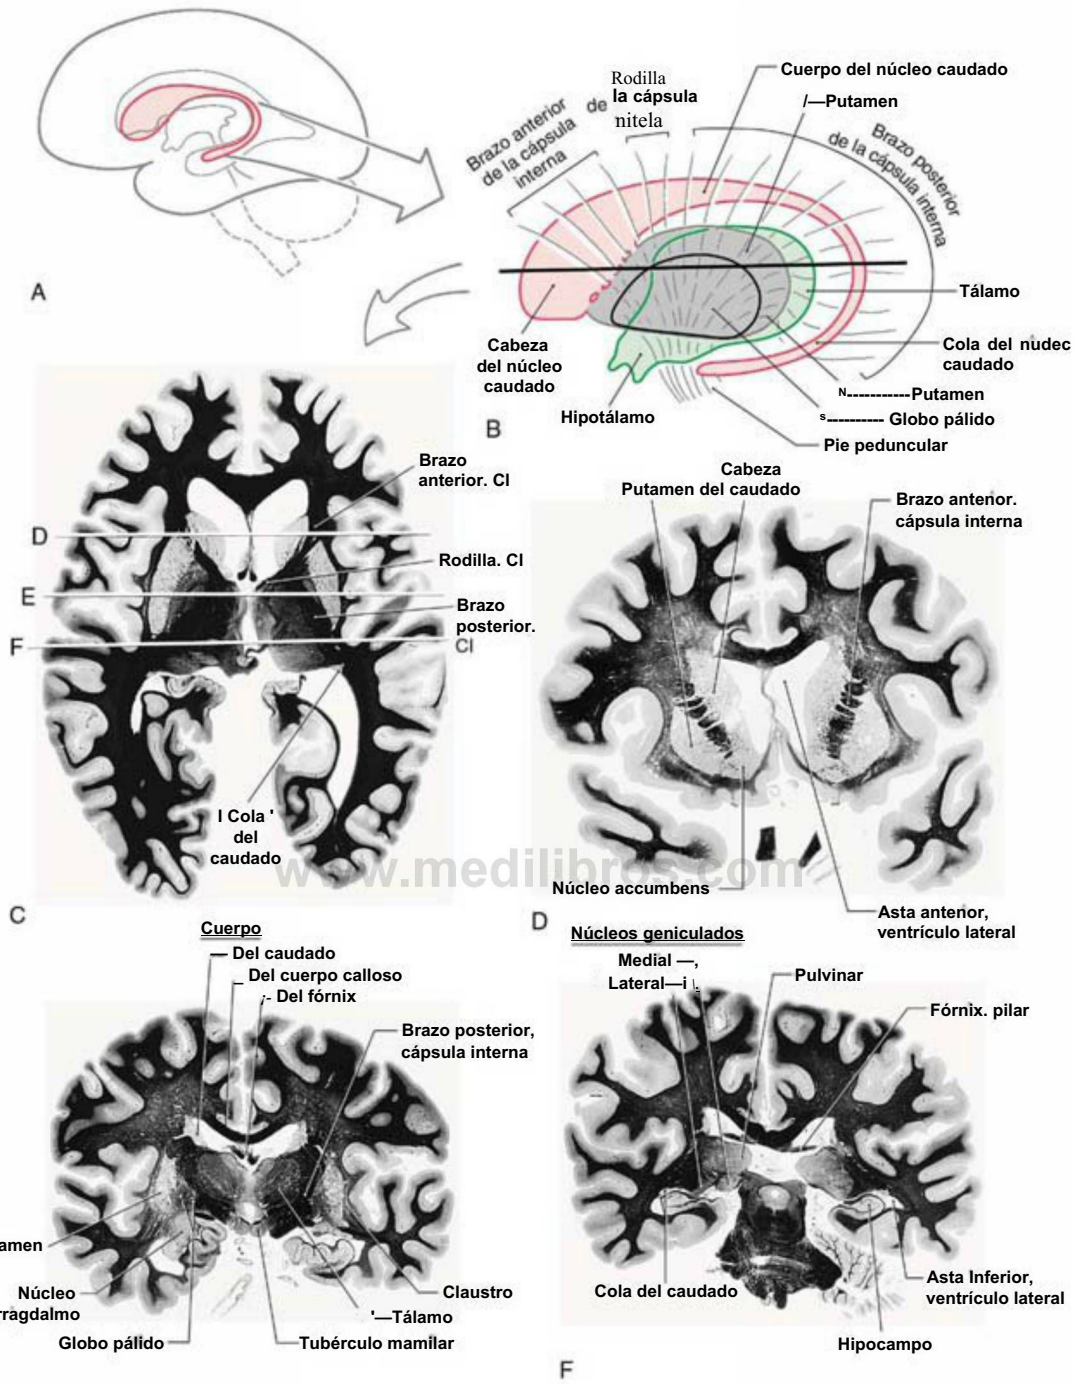 Cuerpo del núcleo caudado
Rodilla
de la cápsula
nitela
/—Putamen
Brazo anterior
de la cápsula
interna
Brazo posterior
de la cápsula interna
A
Tálamo
Cabeza
del núcleo
caudado
Cola del nudec
caudado
N-----------Putamen
Hipotálamo
s---------- Globo pálido
B
Pie peduncular
Brazo
anterior. CI
D
Rodilla. CI
E
Brazo
posterior.
F
CI
I Cola '
del
caudado
C
Cabeza
Putamen del caudado
Brazo antenor.
cápsula interna
www.medilibros.com
Núcleo accumbens
Asta antenor,
ventrículo lateral
D
Cuerpo
— Del caudado
_ Del cuerpo calloso
;- Del fórnix
Brazo posterior,
cápsula interna
amen
Núcleo
rragdalmo
Claustro
'—Tálamo
Globo pálido
Tubérculo mamilar
Núcleos geniculados
Medial —,
Lateral—i \.
Pulvinar
Fórnix. pilar
Cola del caudado
Asta Inferior,
ventrículo lateral
Hipocampo
F